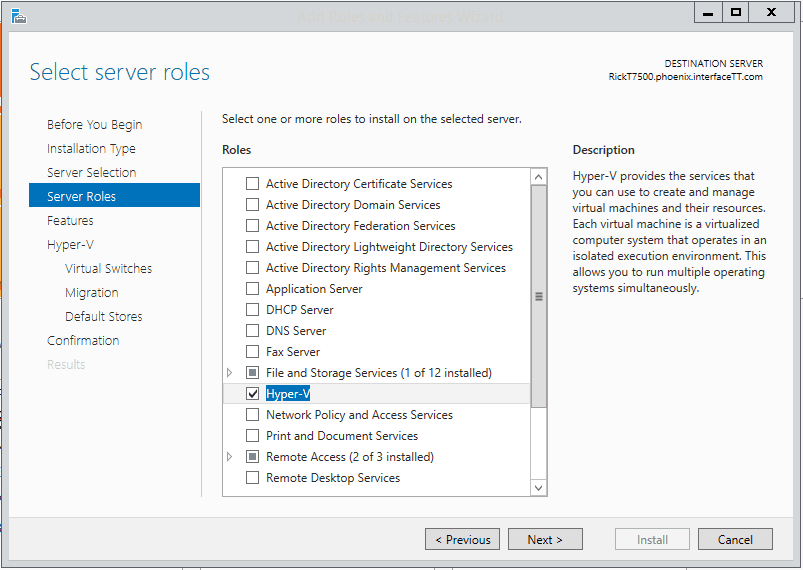 Add Roles and Features Wizard
Select server roles
DESTINATION SERVER
RickT7500.phoenix.interfaceTT.com
Before You Begin
Installation Type
Server Selection
Server Roles
Features
Hyper-V
Virtual Switches
Migration
Default Stores
Confirmation
Results
Select one or more roles to install on the selected server.
Roles
Active Directory Certificate Services
Active Directory Domain Services
Active Directory Federation Services
Active Directory Lightweight Directory Services
Active Directory Rights Management Services
Application Server
DHCP Server
DNS Server
Fax Server
File and Storage Services (1 of 12 installed)
Hyper-V
Network Policy and Access Services
Print and Document Services
Remote Access (2 of 3 installed)
Remote Desktop Services
Description
Hyper-V provides the services that
you can use to create and manage
virtual machines and their resources.
Each virtual machine is a virtualized
computer system that operates in an
isolated execution environment. This
allows you to run multiple operating
systems simultaneously.
< Previous
Next >
Install
Cancel